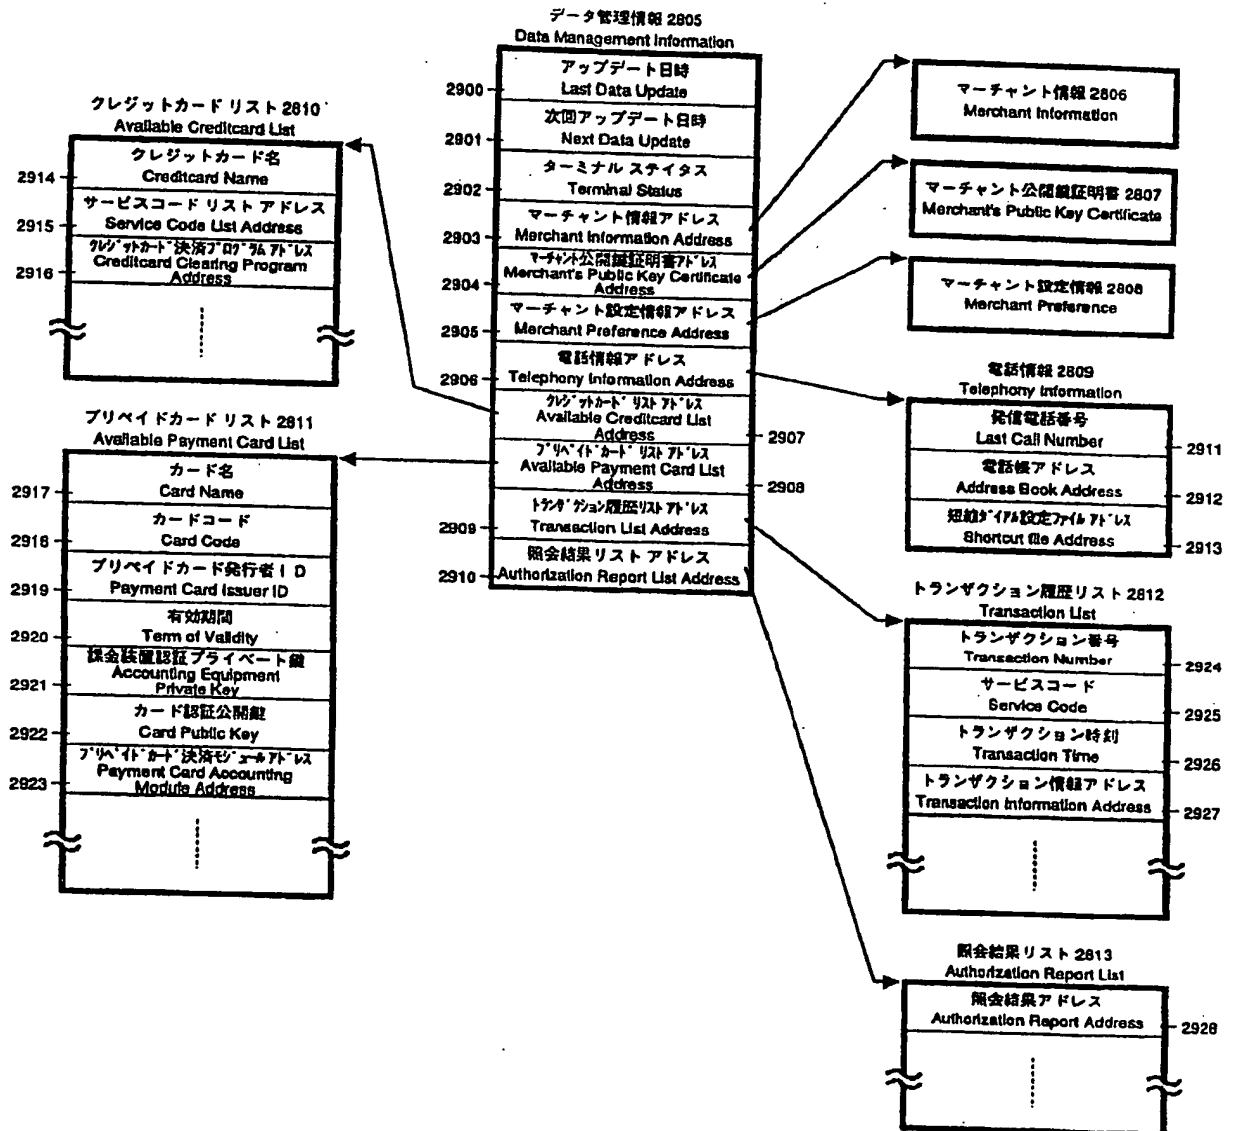 データ管理情報 2805
Data Management Information
アップデート日時
Last Data Update
2900
次回アップデート日時
Next Data Update
2901
ターミナル ステイタス
Terminal Status
2902
マーチャント情報アドレス
Merchant Information Address
2903
マーチャント公開鍵証明書アドレス
Merchant's Public Key Certificate
Address
2904
マーチャント設定情報アドレス
Merchant Preference Address
2905
電話情報アドレス
Telephony Information Address
2906
クレジットカード リスト アドレス
Available Creditcard List
Address
2907
プリペイドカード リスト アドレス
Available Payment Card List
Address
2908
トランザクション履歴リスト アドレス
Transaction List Address
2909
照会結果リスト アドレス
Authorization Report List Address
2910
クレジットカード リスト 2810
Available Creditcard List
クレジットカード名
Creditcard Name
2914
サービスコード リスト アドレス
Service Code List Address
2915
クレジットカード決済プログラム アドレス
Creditcard Clearing Program
Address
2916
プリペイドカード リスト 2811
Available Payment Card List
カード名
Card Name
2917
カードコード
Card Code
2918
プリペイドカード発行者ID
Payment Card Issuer ID
2919
有効期間
Term of Validity
2920
課金装置認証プライベート鍵
Accounting Equipment
Private Key
2921
カード認証公開鍵
Card Public Key
2922
プリペイドカード決済モジュールアドレス
Payment Card Accounting
Module Address
2923
マーチャント情報 2806
Merchant Information
マーチャント公開鍵証明書 2807
Merchant's Public Key Certificate
マーチャント設定情報 2808
Merchant Preference
電話情報 2809
Telephony Information
発信電話番号
Last Call Number
2911
電話帳アドレス
Address Book Address
2912
短縮ダイアル設定ファイル アドレス
Shortcut file Address
2913
トランザクション履歴リスト 2812
Transaction List
トランザクション番号
Transaction Number
2924
サービスコード
Service Code
2925
トランザクション時刻
Transaction Time
2926
トランザクション情報アドレス
Transaction Information Address
2927
照会結果リスト 2813
Authorization Report List
照会結果アドレス
Authorization Report Address
2928